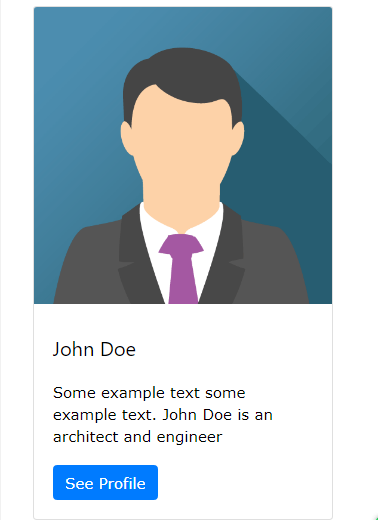 John Doe
Some example text some
example text. John Doe is an
architect and engineer
See Profile